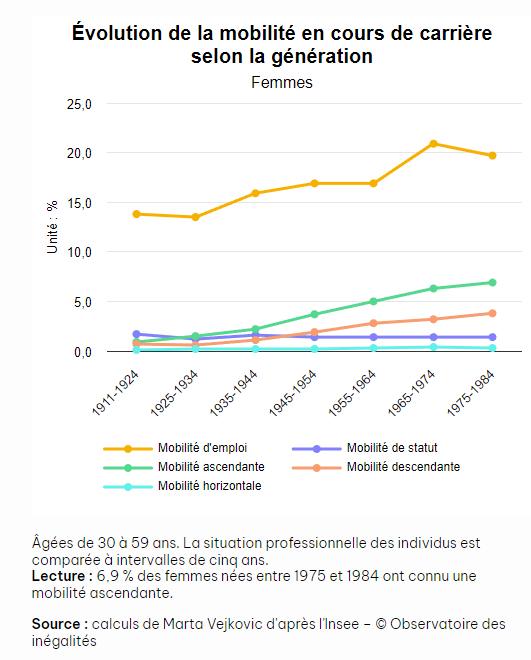 Évolution de la mobilité en cours de carrière
selon la génération
Femmes
25,0
20,0
15,0
10,0
5,0
0,0
Unité : %
1911-1924
1925-1934
1935-1944
1945-1954
1955-1964
1965-1974
1975-1984
Mobilité d'emploi
Mobilité de statut
Mobilité ascendante
Mobilité descendante
Mobilité horizontale
Âgées de 30 à 59 ans. La situation professionnelle des individus est
comparée à intervalles de cinq ans.
Lecture : 6,9 % des femmes nées entre 1975 et 1984 ont connu une
mobilité ascendante.
Source : calculs de Marta Vejkovic d'après l'Insee – © Observatoire des
inégalités